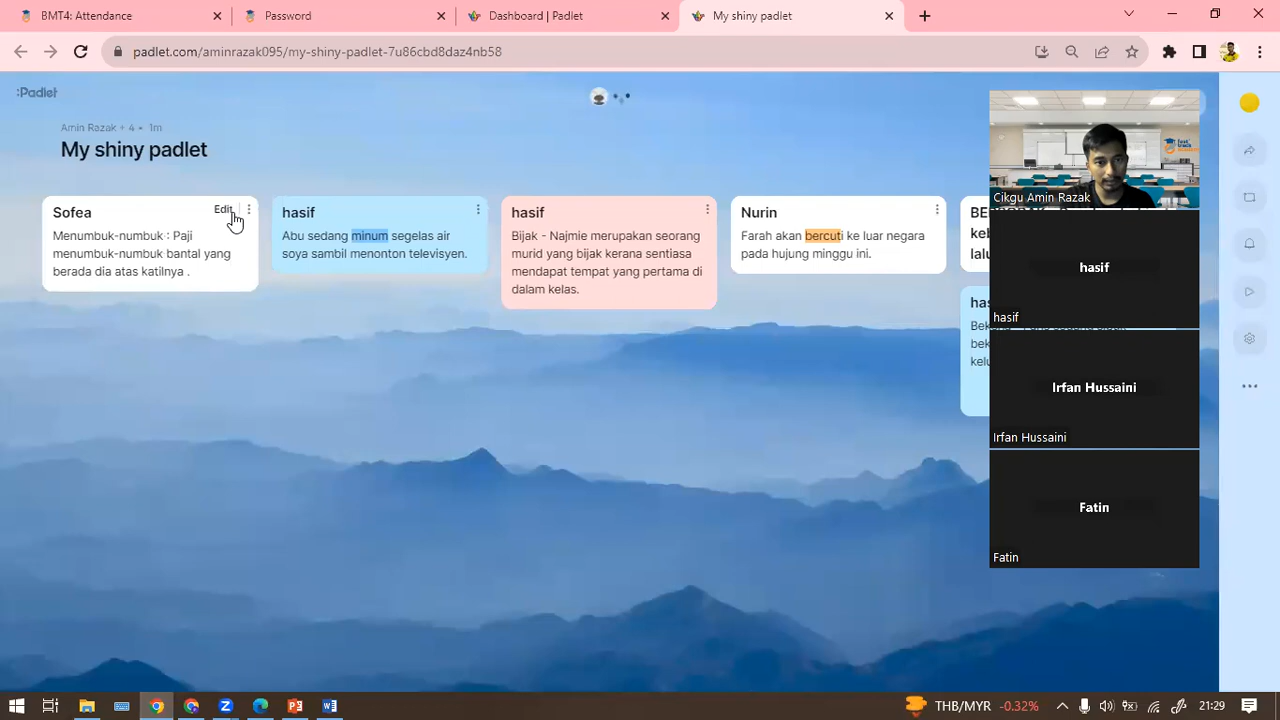 BMT4: Attendance
Password
Dashboard | Padlet
My shiny padlet
padlet.com/aminrazak095/my-shiny-padlet-7u86cbd8daz4nb58
:Padlet
Amin Razak + 4 • 1m
My shiny padlet
Sofea
Edit
Menumbuk-numbuk : Paji
menumbuk-numbuk bantal yang
berada dia atas katilnya .
hasif
Abu sedang minum segelas air
soya sambil menonton televisyen.
hasif
Bijak - Najmie merupakan seorang
murid yang bijak kerana sentiasa
mendapat tempat yang pertama di
dalam kelas.
Nurin
Farah akan bercuti ke luar negara
pada hujung minggu ini.
Cikgu Amin Razak
hasif
hasif
Irfan Hussaini
Irfan Hussaini
Fatin
Fatin
THB/MYR -0.32%
21:29